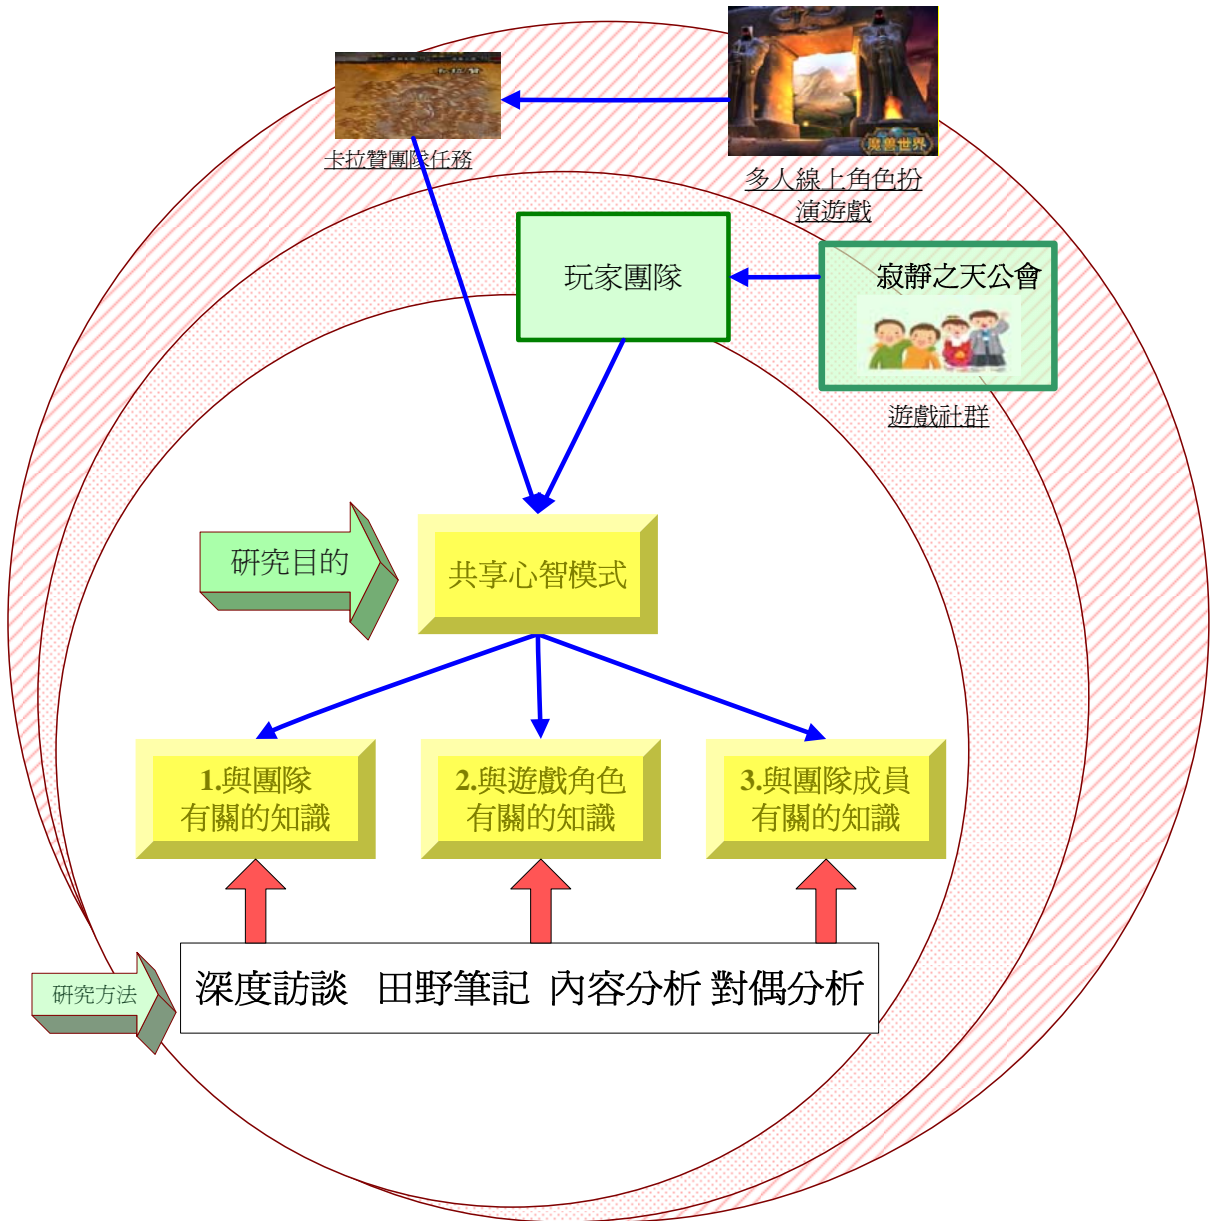 卡拉贊
魔兽世界
卡拉贊團隊任務
多人線上角色扮
演遊戲
玩家團隊
寂靜之天公會
遊戲社群
研究目的
共享心智模式
1.與團隊
有關的知識
2.與遊戲角色
有關的知識
3.與團隊成員
有關的知識
研究方法
深度訪談 田野筆記 內容分析 對偶分析